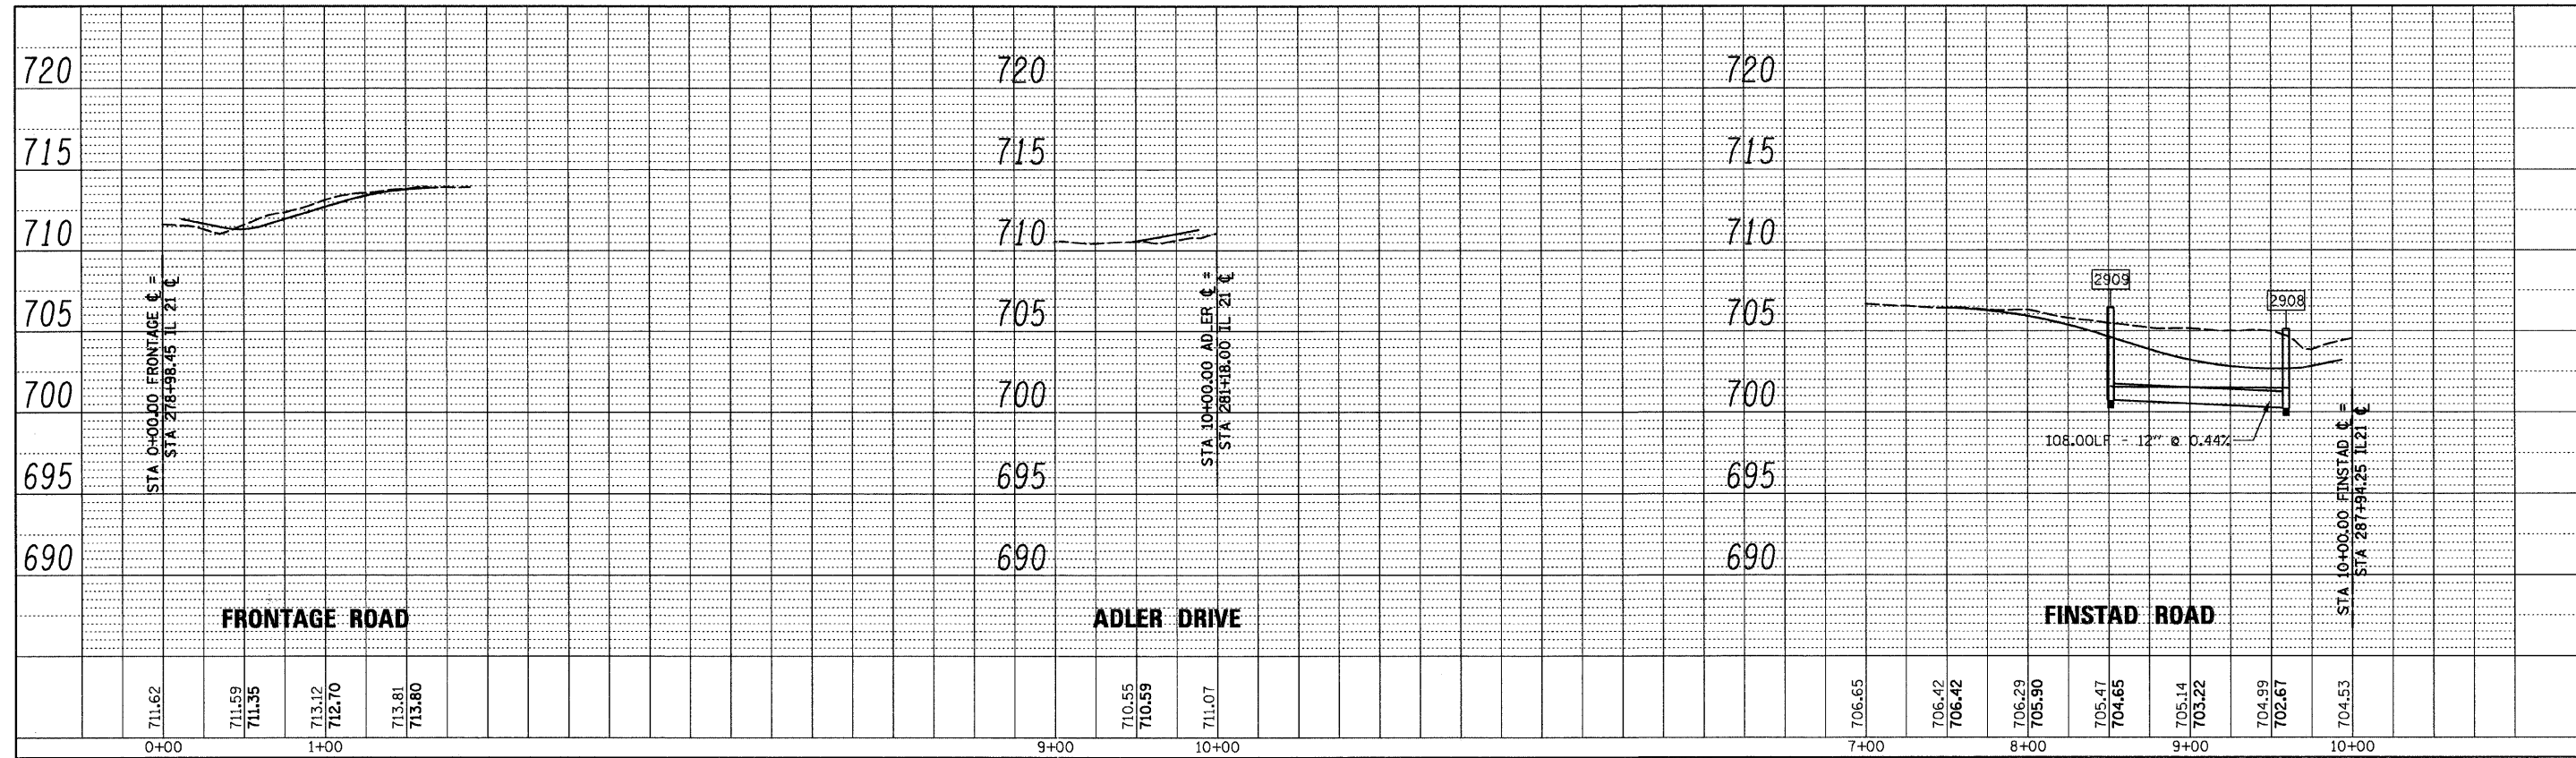 720 720 720
715 715 715
710 710 710
705 705 705
700 700 700
695 695 695
690 690 690
STA 0+00.00 FRONTAGE ℄ =
STA 278+98.45 IL 21 ℄
STA 10+00.00 ADLER ℄ =
STA 281+18.00 IL 21 ℄
2909
2908
108.00LF - 12" @ 0.44%
STA 10+00.00 FINSTAD ℄ =
STA 287+94.25 IL21 ℄
FRONTAGE ROAD
ADLER DRIVE
FINSTAD ROAD
711.62
711.59
711.35
713.12
712.70
713.81
713.80
710.55
710.59
711.07
706.65
706.42
706.42
706.29
705.90
705.47
704.65
705.14
703.22
704.99
702.67
704.53
0+00 1+00 9+00 10+00 7+00 8+00 9+00 10+00